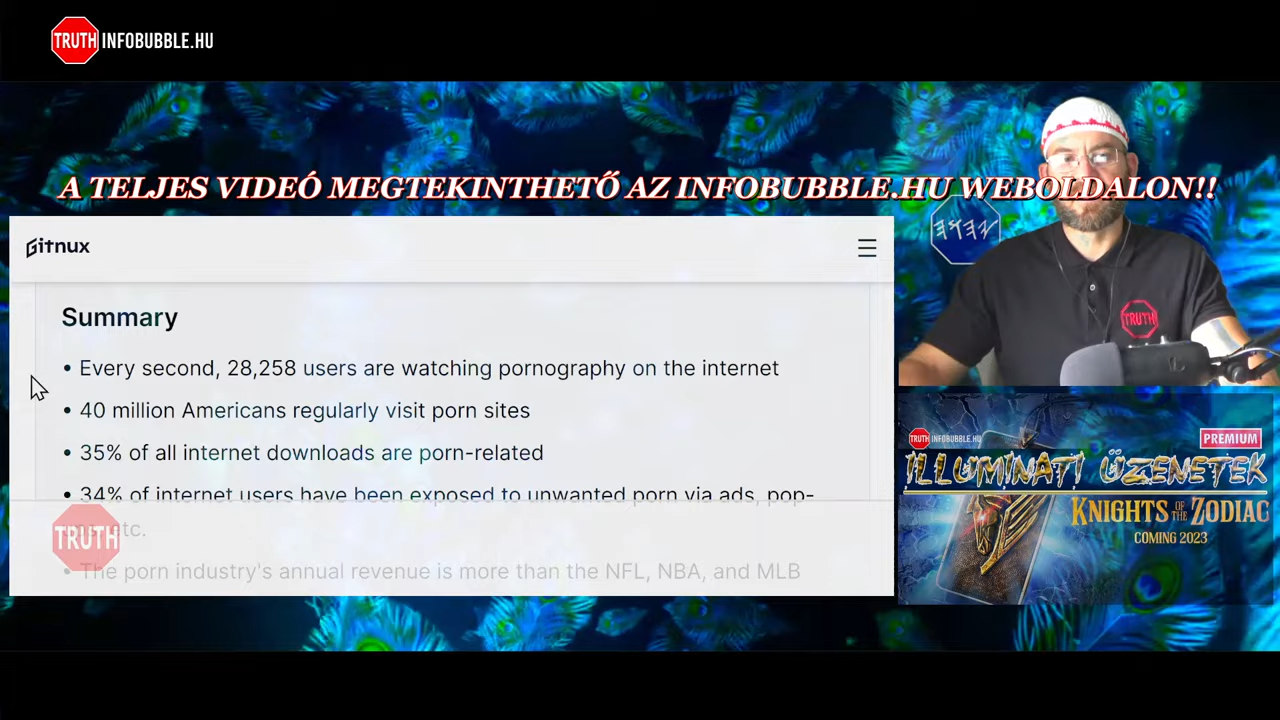 TRUTH INFOBUBBLE.HU
A TELJES VIDEÓ MEGTEKINTHETŐ AZ INFOBUBBLE.HU WEBOLDALON!!
Gitnux
Summary
• Every second, 28,258 users are watching pornography on the internet
• 40 million Americans regularly visit porn sites
• 35% of all internet downloads are porn-related
• 34% of internet users have been exposed to unwanted porn via ads, pop-
etc.
• The porn industry's annual revenue is more than the NFL, NBA, and MLB
TRUTH
𐤉𐤄𐤅𐤄
TRUTH!
TRUTH INFOBUBBLE.HU
PREMIUM
ILLUMINATI ÜZENETEK
KNIGHTS OF THE ZODIAC
COMING 2023